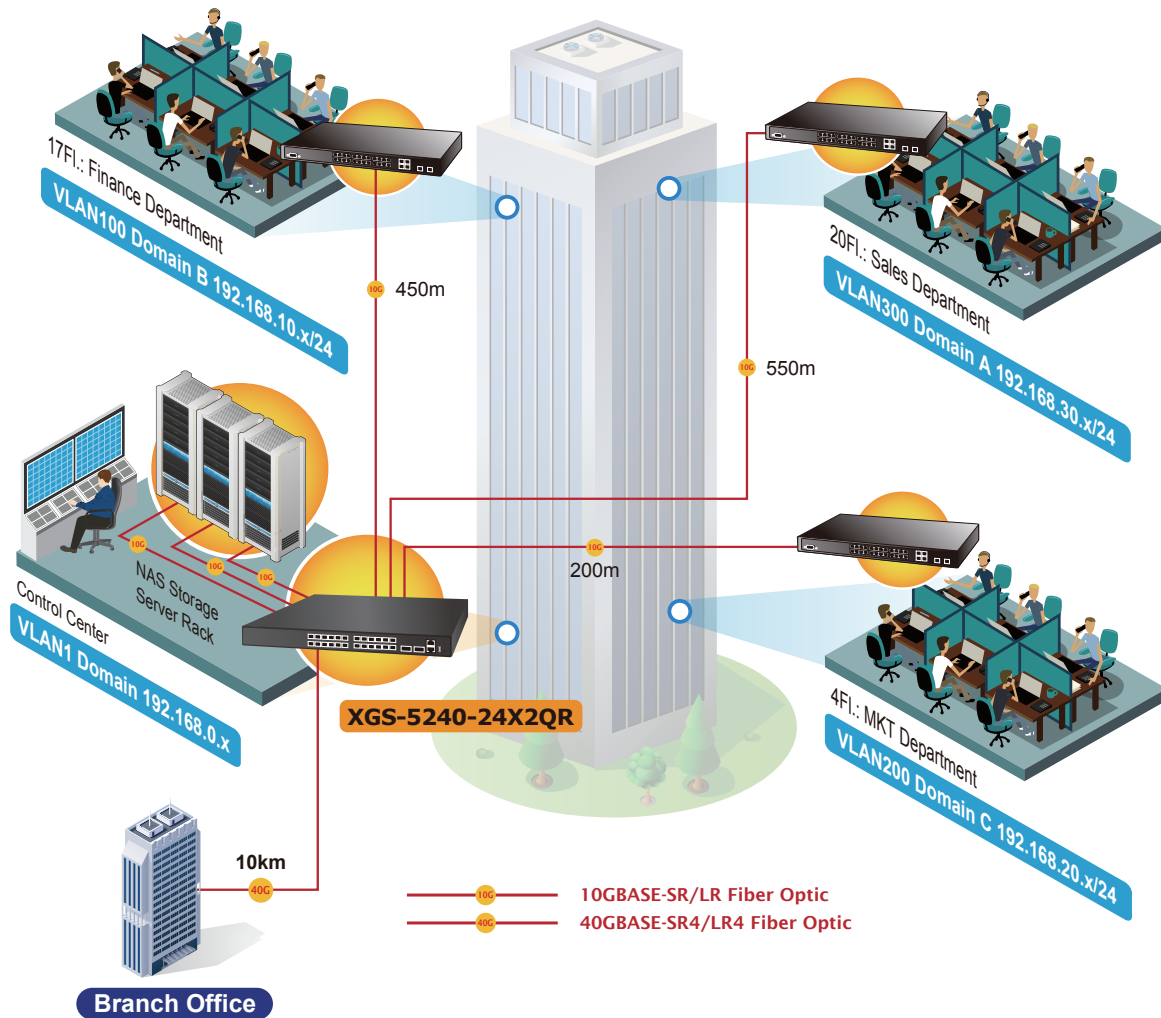 17Fl.: Finance Department
VLAN100 Domain B 192.168.10.x/24
10G
450m
20Fl.: Sales Department
VLAN300 Domain A 192.168.30.x/24
10G
550m
10G
10G
10G
NAS Storage
Server Rack
Control Center
VLAN1 Domain 192.168.0.x
10G
200m
XGS-5240-24X2QR
4Fl.: MKT Department
VLAN200 Domain C 192.168.20.x/24
10km
40G
10G 10GBASE-SR/LR Fiber Optic
40G 40GBASE-SR4/LR4 Fiber Optic
Branch Office